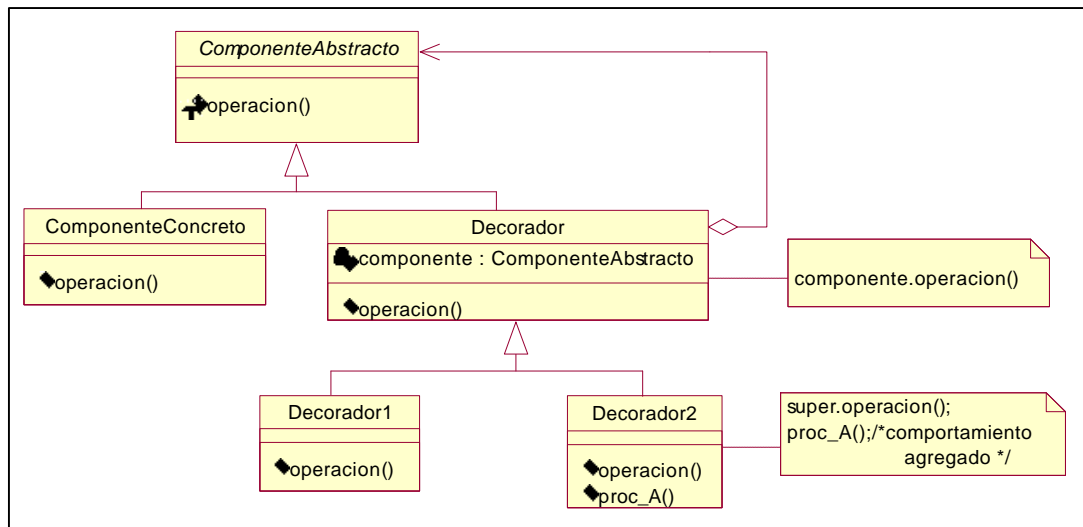 ComponenteAbstracto
operacion()
ComponenteConcreto
operacion()
Decorador
componente : ComponenteAbstracto
operacion()
componente.operacion()
Decorador1
operacion()
Decorador2
operacion()
proc_A()
super.operacion();
proc_A();/*comportamiento
agregado */